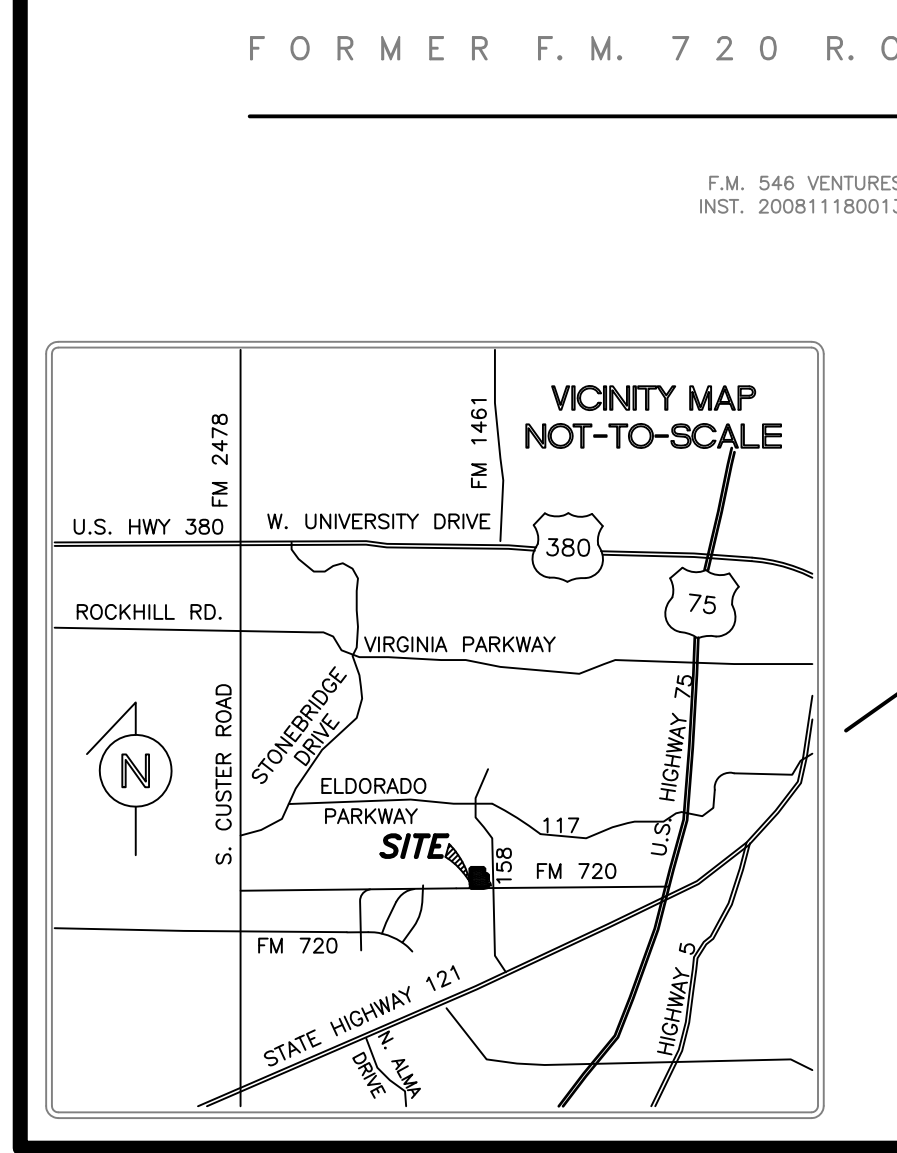 FORMER F.M. 720 R.O
F.M. 546 VENTURES
INST. 200811180013
VICINITY MAP
NOT-TO-SCALE
FM 2478
FM 1461
U.S. HWY 380
W. UNIVERSITY DRIVE
380
75
ROCKHILL RD.
VIRGINIA PARKWAY
STONEBRIDGE
DRIVE
S. CUSTER ROAD
U.S. HIGHWAY 75
N
ELDORADO
PARKWAY
117
SITE
158
FM 720
FM 720
STATE HIGHWAY 121
HIGHWAY 5
N. ALMA
DRIVE